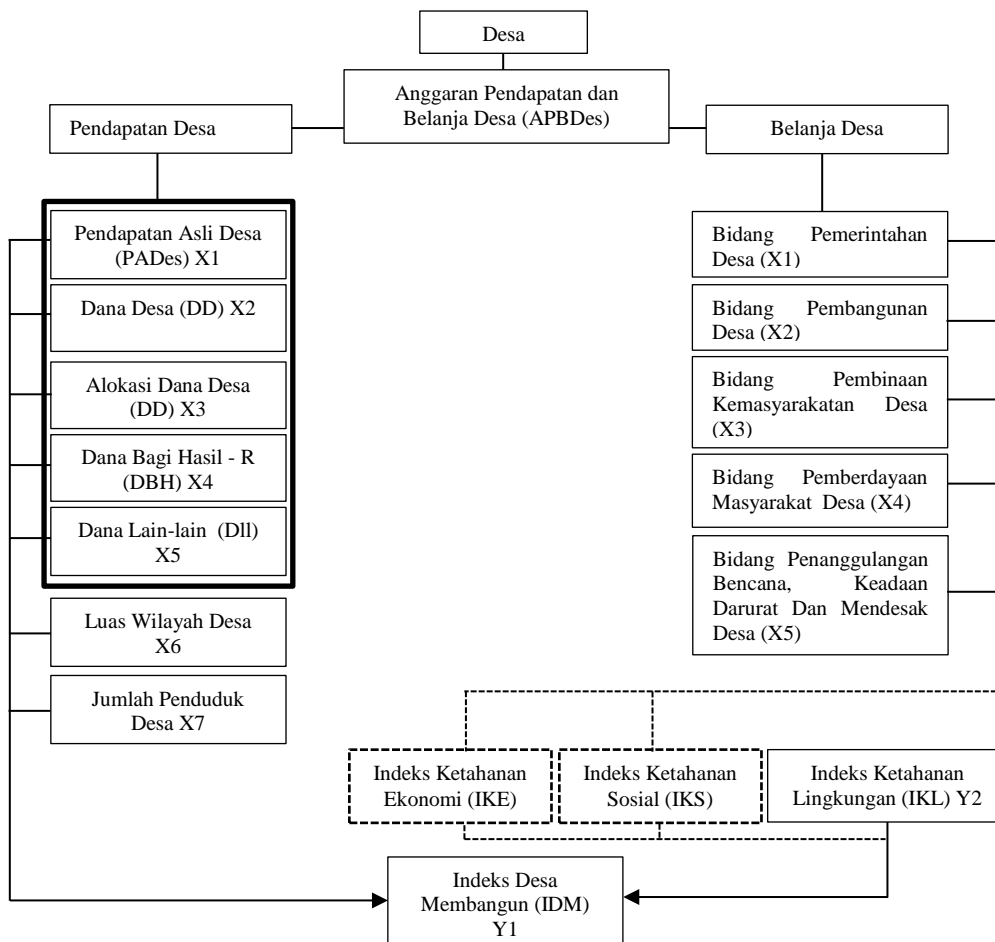 Desa
Anggaran Pendapatan dan
Belanja Desa (APBDes)
Pendapatan Desa
Belanja Desa
Pendapatan Asli Desa
(PADes) X1
Dana Desa (DD) X2
Alokasi Dana Desa
(DD) X3
Dana Bagi Hasil - R
(DBH) X4
Dana Lain-lain (Dll)
X5
Luas Wilayah Desa
X6
Jumlah Penduduk
Desa X7
Bidang Pemerintahan
Desa (X1)
Bidang Pembangunan
Desa (X2)
Bidang Pembinaan
Kemasyarakatan Desa
(X3)
Bidang Pemberdayaan
Masyarakat Desa (X4)
Bidang Penanggulangan
Bencana, Keadaan
Darurat Dan Mendesak
Desa (X5)
Indeks Ketahanan
Ekonomi (IKE)
Indeks Ketahanan
Sosial (IKS)
Indeks Ketahanan
Lingkungan (IKL) Y2
Indeks Desa
Membangun (IDM)
Y1